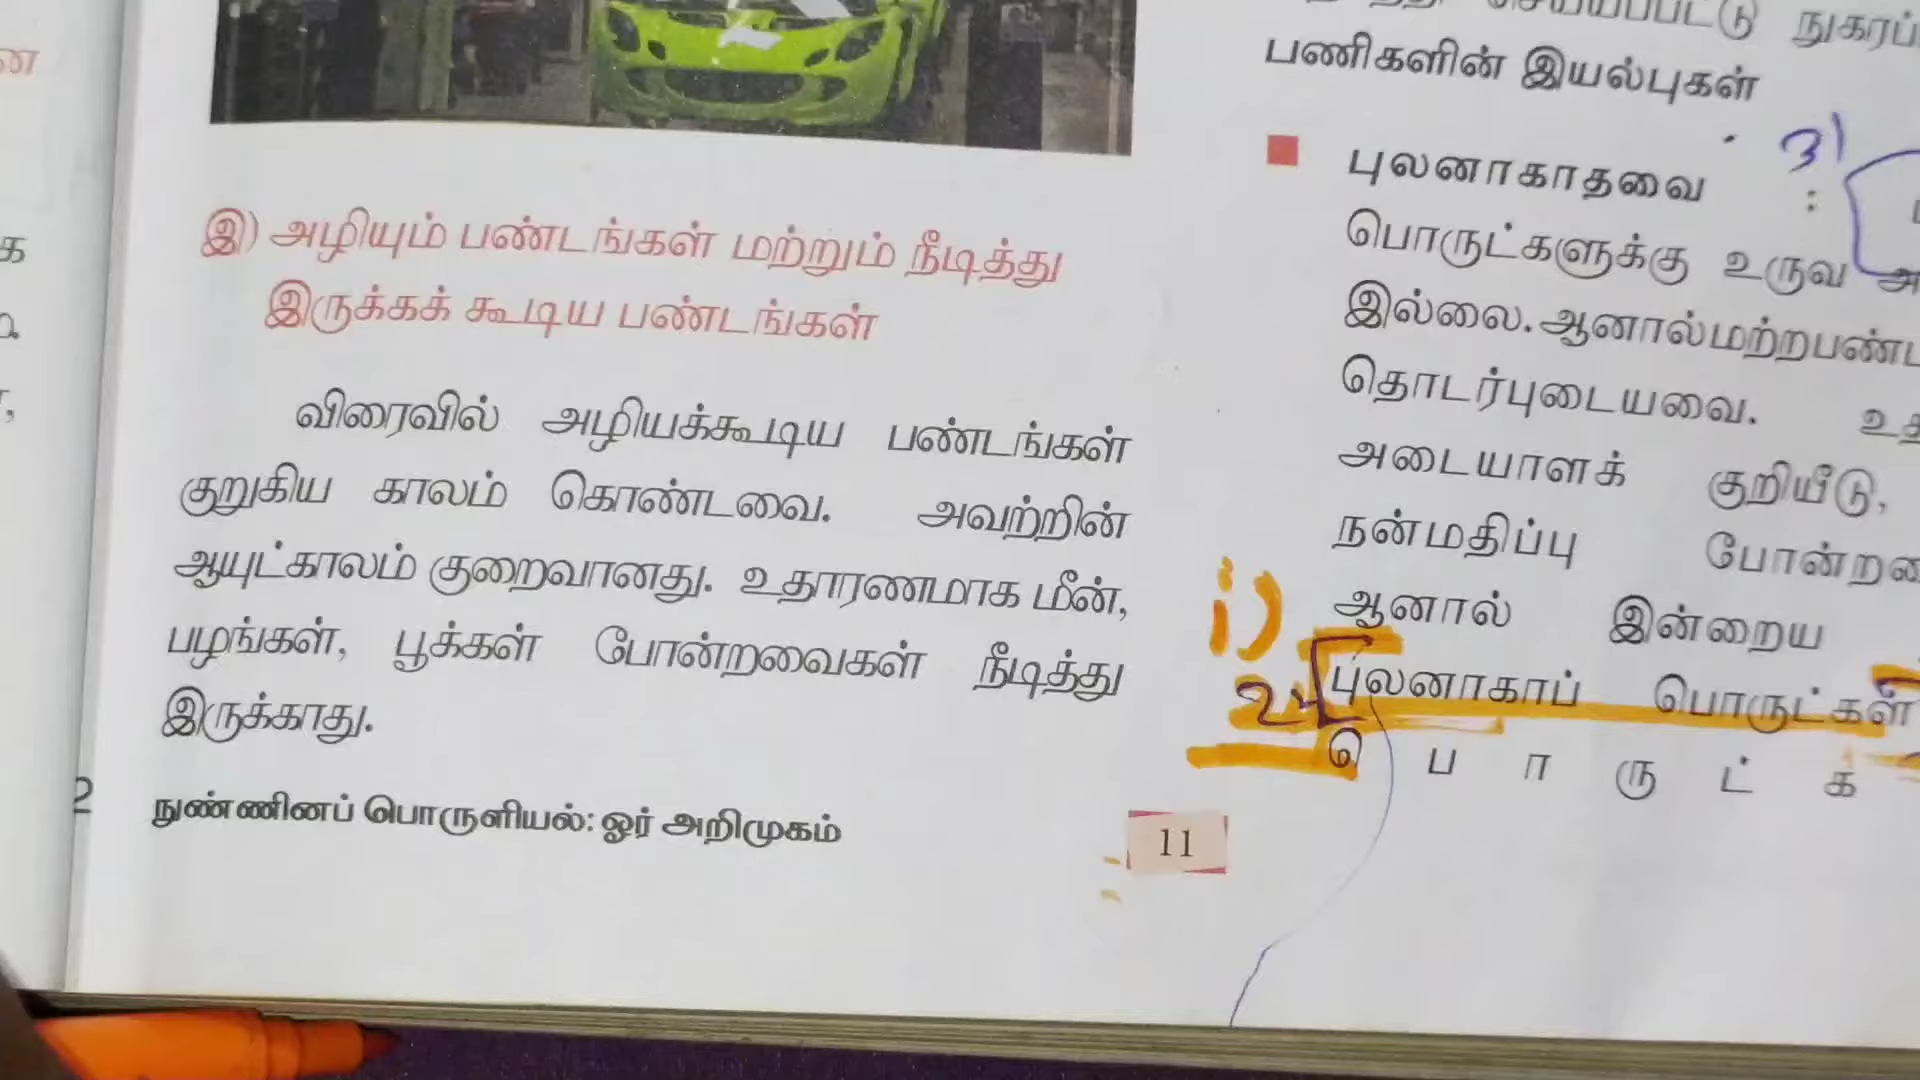 இ) அழியும் பண்டங்கள் மற்றும் நீடித்து
இருக்கக் கூடிய பண்டங்கள்
விரைவில் அழியக்கூடிய பண்டங்கள்
குறுகிய காலம் கொண்டவை. அவற்றின்
ஆயுட்காலம் குறைவானது. உதாரணமாக மீன்,
பழங்கள், பூக்கள் போன்றவைகள் நீடித்து
இருக்காது.
நுண்ணினப் பொருளியல்: ஓர் அறிமுகம்
11
பணிகளின் இயல்புகள்
3)
புலனாகாதவை :
பொருட்களுக்கு உருவ
இல்லை. ஆனால் மற்ற
தொடர்புடையவை.
அடையாளக் குறியீடு,
நன்மதிப்பு
ஆனால் இன்றைய
i)
புலனாகாப் பொருட்கள்
பொருட்க